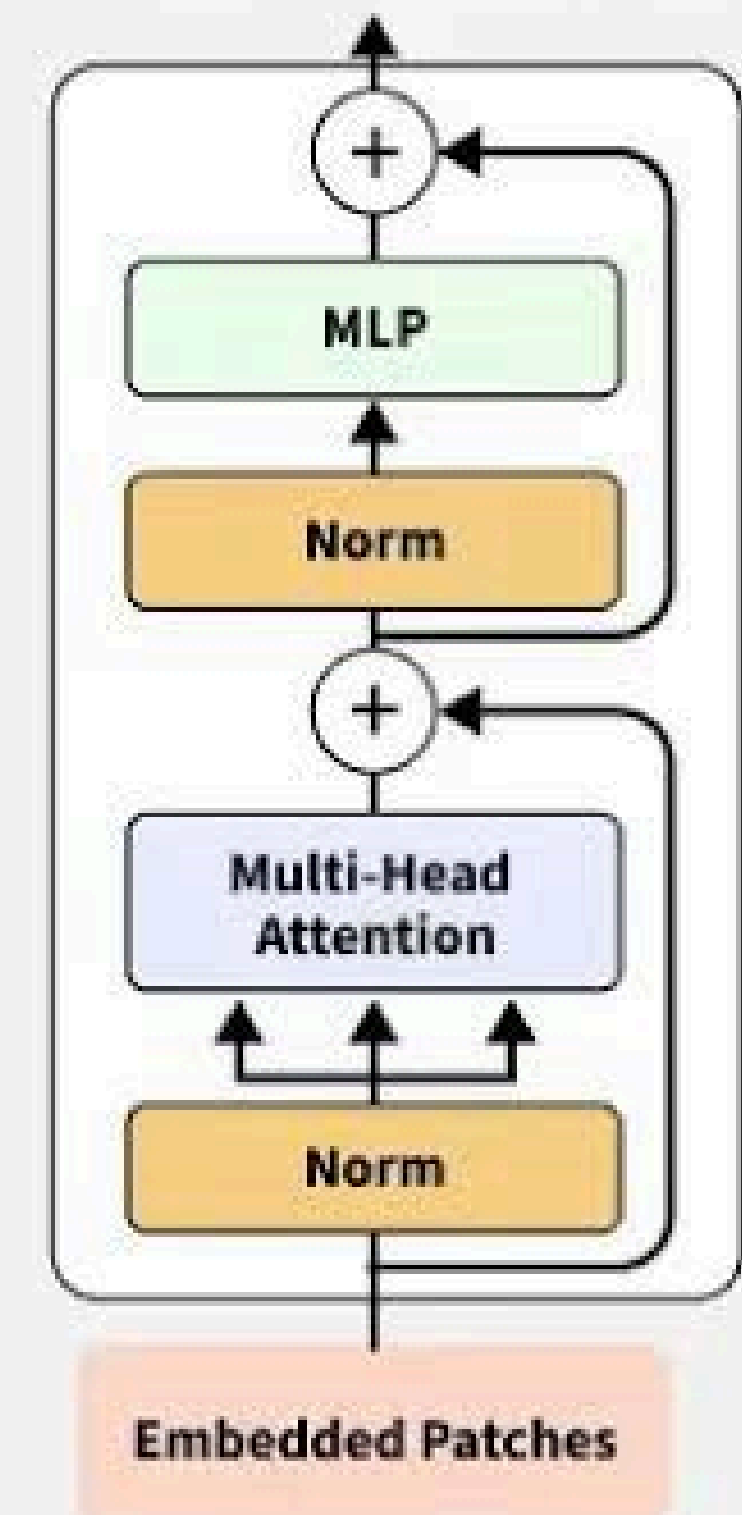 +
MLP
Norm
+
Multi-Head
Attention
Norm
Embedded Patches